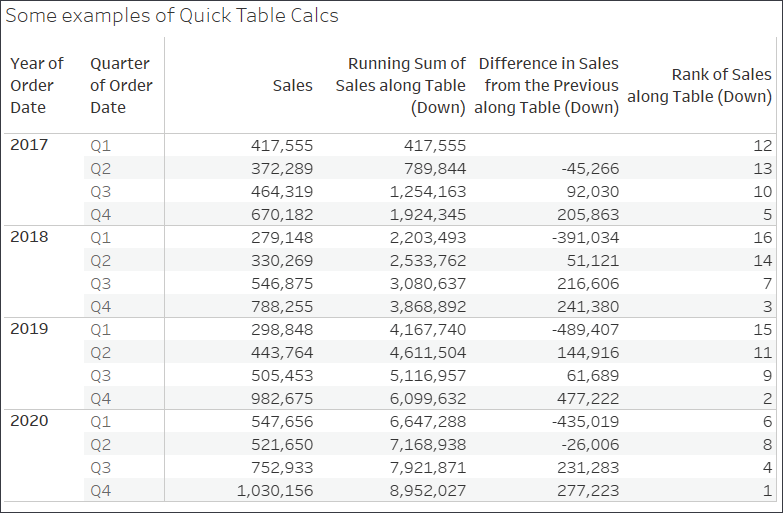 Some examples of Quick Table Calcs
Year of Order Date Quarter of Order Date Sales Running Sum of Sales along Table (Down) Difference in Sales from the Previous along Table (Down) Rank of Sales along Table (Down)
2017 Q1 417,555 417,555 12
Q2 372,289 789,844 -45,266 13
Q3 464,319 1,254,163 92,030 10
Q4 670,182 1,924,345 205,863 5
2018 Q1 279,148 2,203,493 -391,034 16
Q2 330,269 2,533,762 51,121 14
Q3 546,875 3,080,637 216,606 7
Q4 788,255 3,868,892 241,380 3
2019 Q1 298,848 4,167,740 -489,407 15
Q2 443,764 4,611,504 144,916 11
Q3 505,453 5,116,957 61,689 9
Q4 982,675 6,099,632 477,222 2
2020 Q1 547,656 6,647,288 -435,019 6
Q2 521,650 7,168,938 -26,006 8
Q3 752,933 7,921,871 231,283 4
Q4 1,030,156 8,952,027 277,223 1